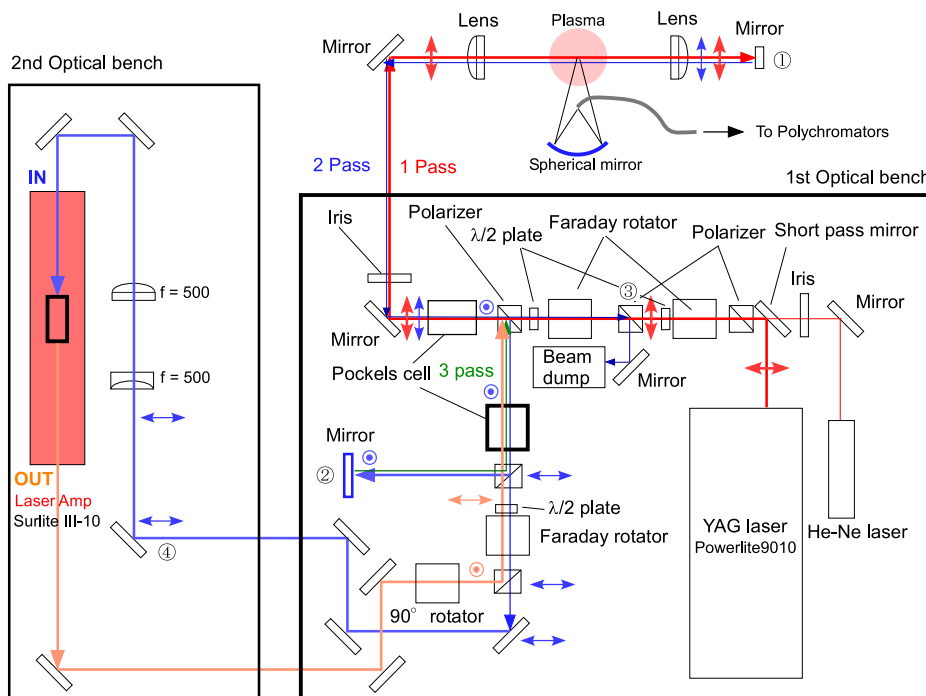 Lens
Plasma
Lens
Mirror
Mirror
①
2nd Optical bench
To Polychromators
Spherical mirror
2 Pass
1 Pass
IN
1st Optical bench
Polarizer
Faraday rotator
Polarizer
Short pass mirror
Iris
λ/2 plate
Iris
Mirror
③
f = 500
Mirror
Beam
dump
Mirror
3 pass
Pockels cell
f = 500
Mirror
②
OUT
Laser Amp
Surlite III-10
λ/2 plate
Faraday rotator
YAG laser
Powerlite9010
He-Ne laser
④
90° rotator